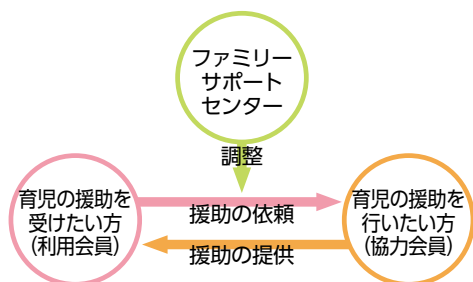 ファミリー
サポート
センター
調整
育児の援助を
受けたい方
(利用会員)
援助の依頼
援助の提供
育児の援助を
行いたい方
(協力会員)